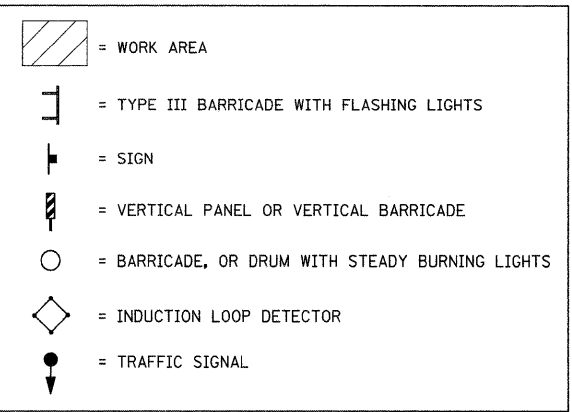 = WORK AREA
= TYPE III BARRICADE WITH FLASHING LIGHTS
= SIGN
= VERTICAL PANEL OR VERTICAL BARRICADE
= BARRICADE, OR DRUM WITH STEADY BURNING LIGHTS
= INDUCTION LOOP DETECTOR
= TRAFFIC SIGNAL